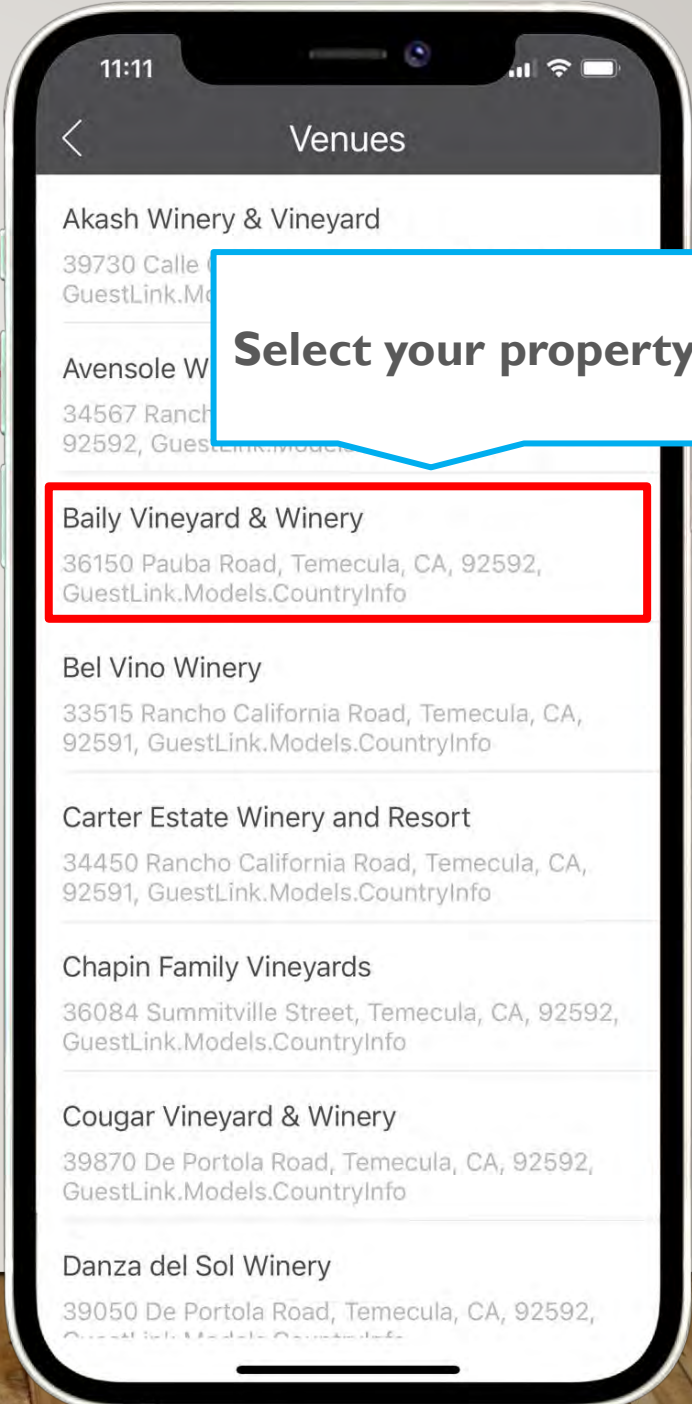 11:11
Venues
Akash Winery & Vineyard
39730 Calle
Select your property
Avensole
34567
92592,
Baily Vineyard & Winery
36150 Pauba Road, Temecula, CA, 92592,
GuestLink.Models.CountryInfo
Bel Vino Winery
33515 Rancho California Road, Temecula, CA,
92591, GuestLink.Models.CountryInfo
Carter Estate Winery and Resort
34450 Rancho California Road, Temecula, CA,
92591, GuestLink.Models.CountryInfo
Chapin Family Vineyards
36084 Summitville Street, Temecula, CA, 92592,
GuestLink.Models.CountryInfo
Cougar Vineyard & Winery
39870 De Portola Road, Temecula, CA, 92592,
GuestLink.Models.CountryInfo
Danza del Sol Winery
39050 De Portola Road, Temecula, CA, 92592,